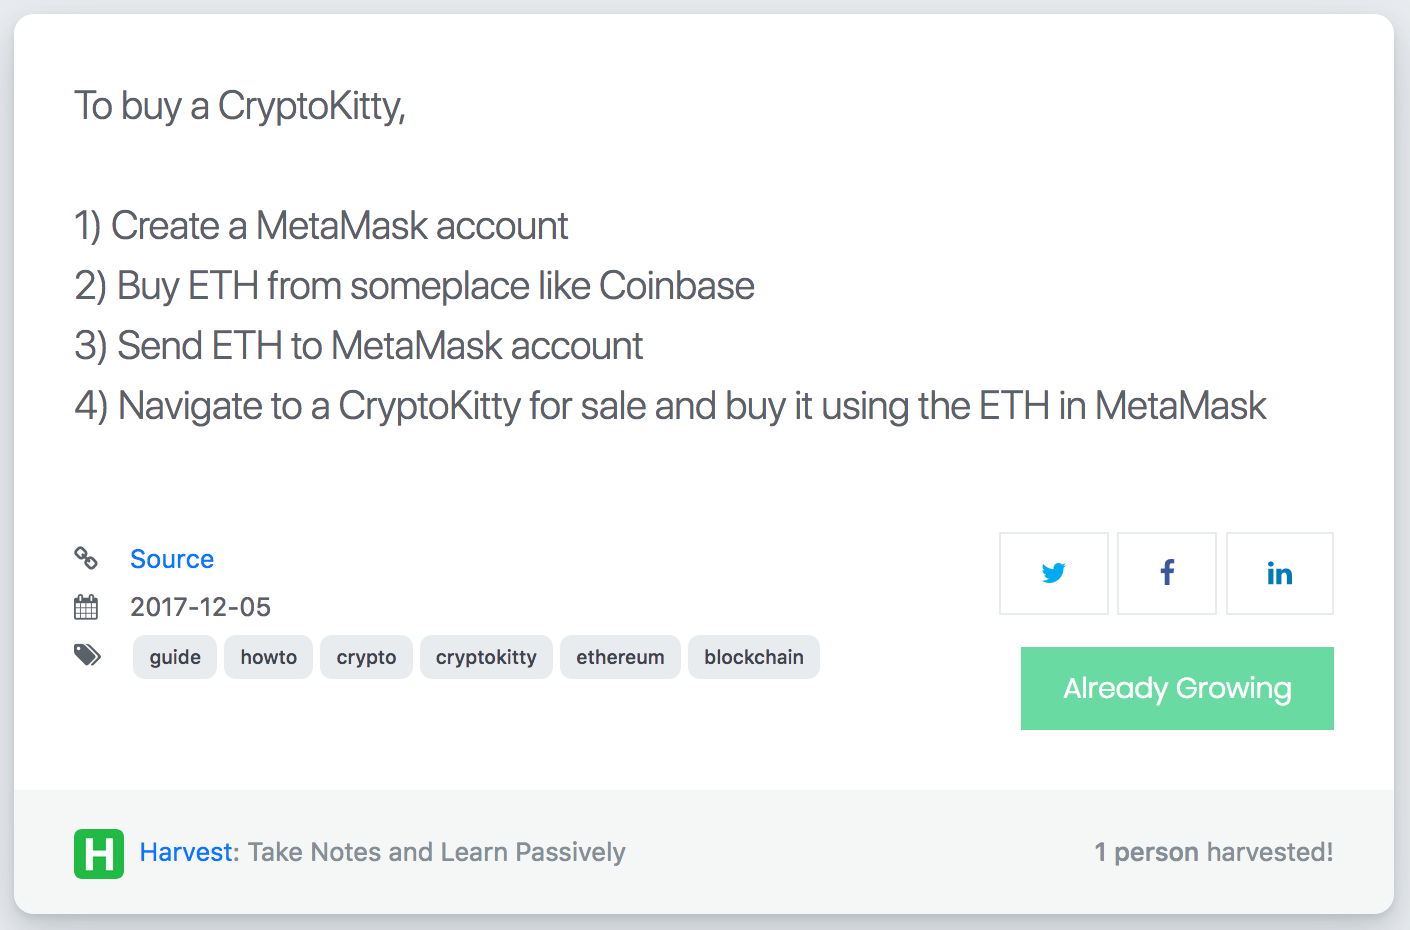 To buy a CryptoKitty,
1) Create a MetaMask account
2) Buy ETH from someplace like Coinbase
3) Send ETH to MetaMask account
4) Navigate to a CryptoKitty for sale and buy it using the ETH in MetaMask
Source
2017-12-05
guide howto crypto cryptokitty ethereum blockchain
Already Growing
H Harvest: Take Notes and Learn Passively
1 person harvested!